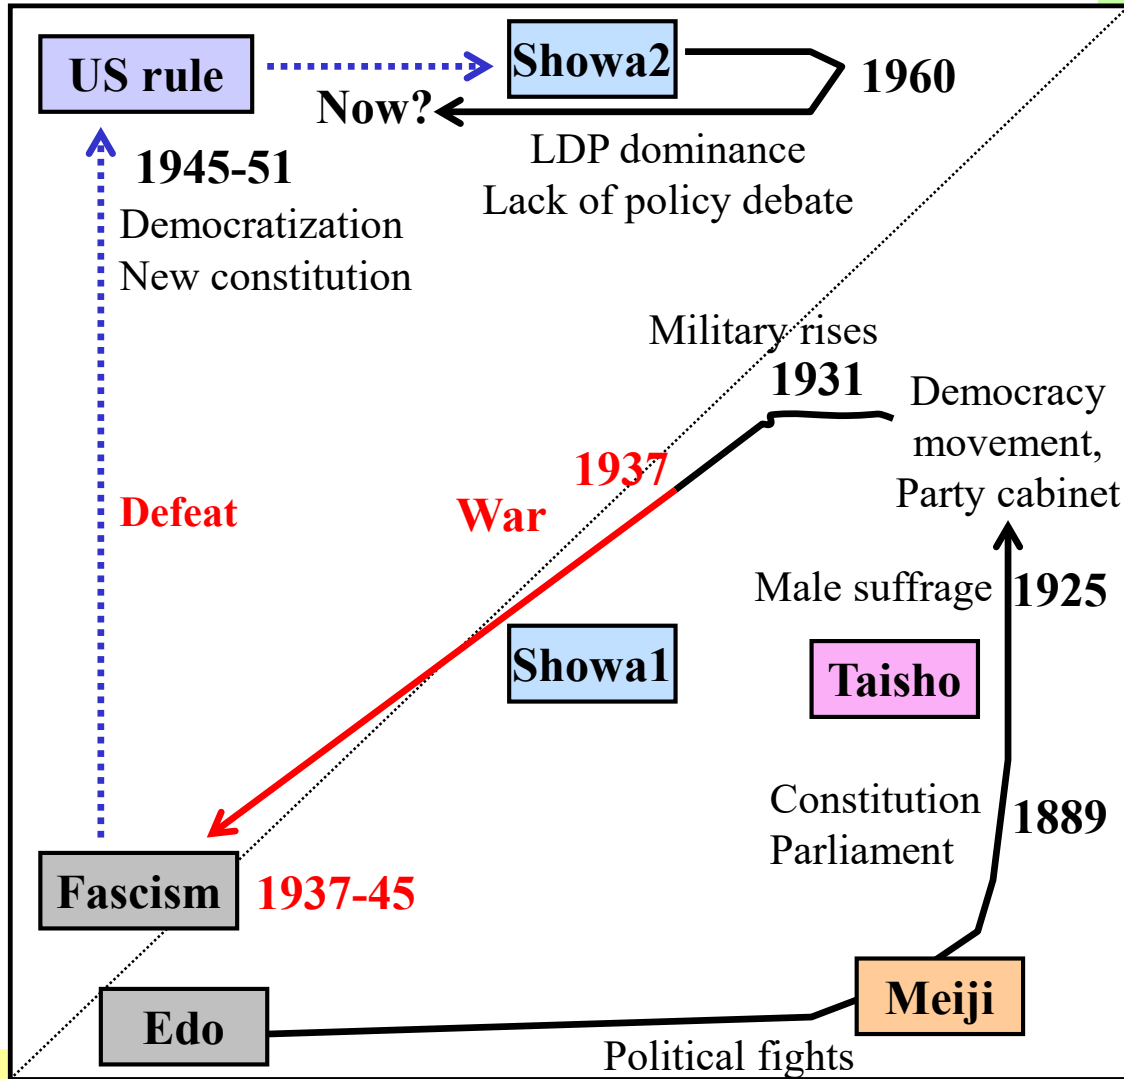 US rule
Showa2
1960
Now?
LDP dominance
Lack of policy debate
1945-51
Democratization
New constitution
Military rises
1931
Democracy
movement,
Party cabinet
1937
War
Defeat
Male suffrage
1925
Showa1
Taisho
Constitution
Parliament
1889
Fascism
1937-45
Meiji
Edo
Political fights